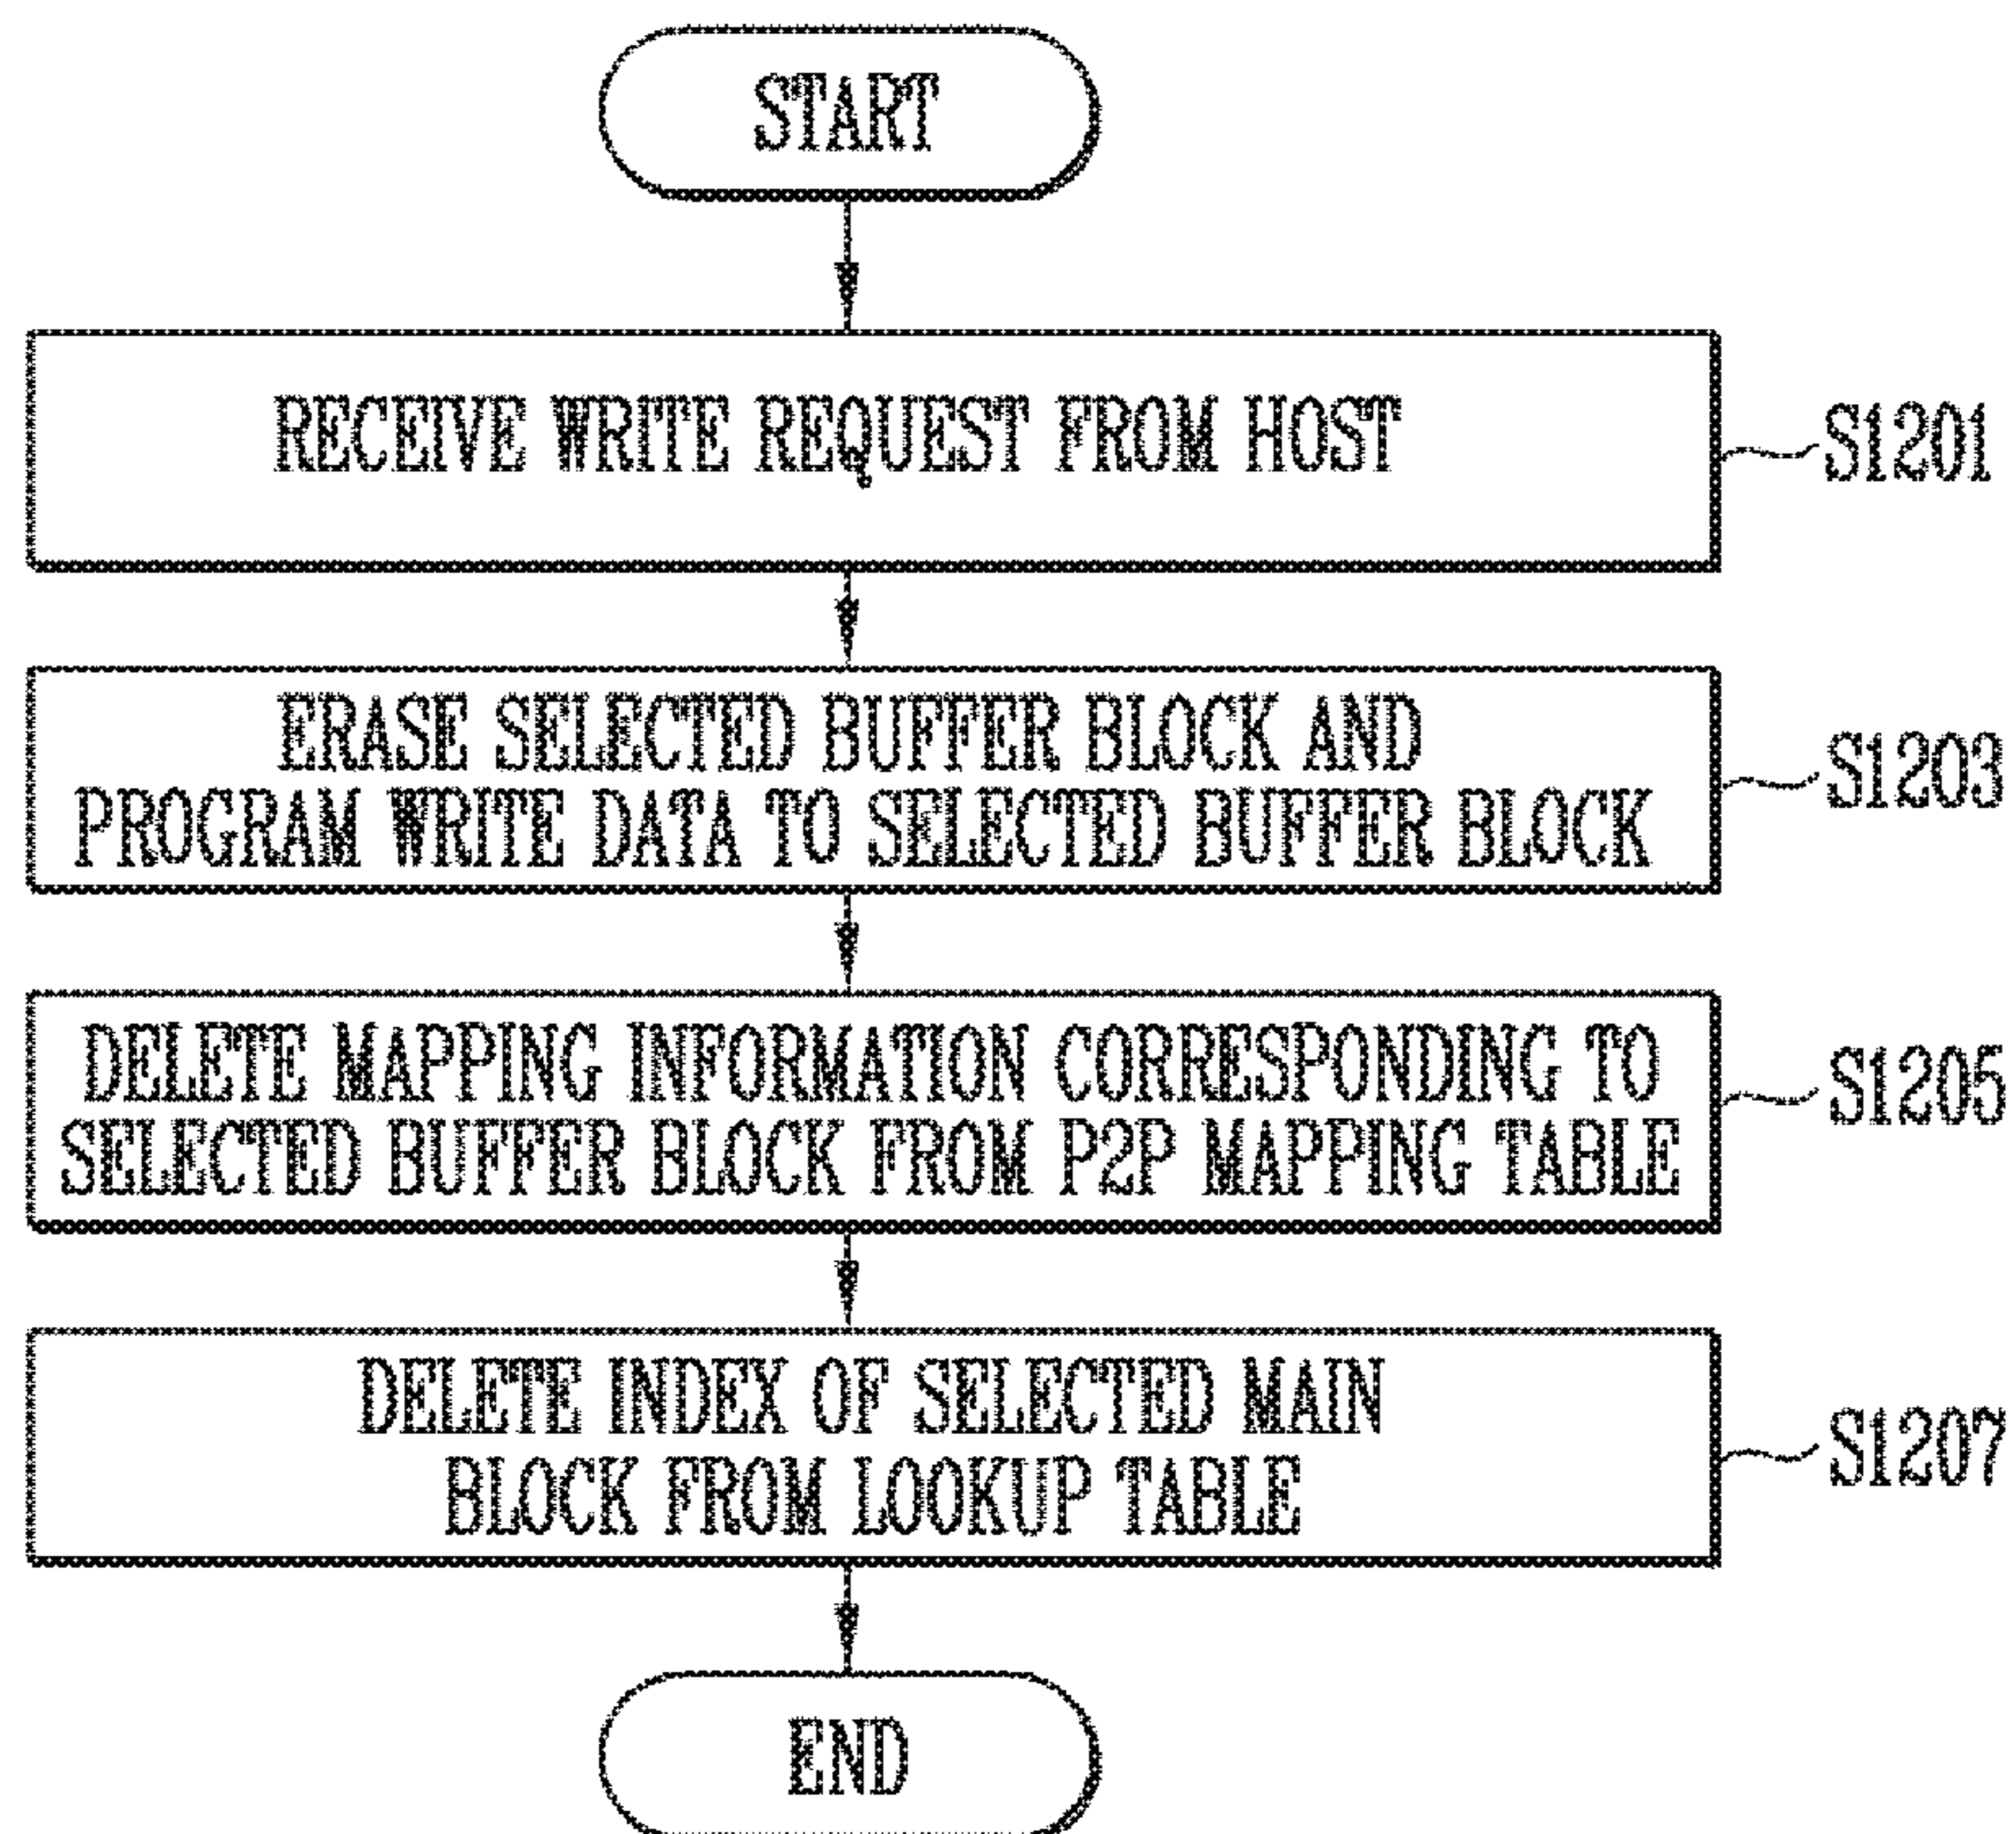 START
RECEIVE WRITE REQUEST FROM HOST
S1201
ERASE SELECTED BUFFER BLOCK AND
PROGRAM WRITE DATA TO SELECTED BUFFER BLOCK
S1203
DELETE MAPPING INFORMATION CORRESPONDING TO
SELECTED BUFFER BLOCK FROM P2P MAPPING TABLE
S1205
DELETE INDEX OF SELECTED MAIN
BLOCK FROM LOOKUP TABLE
S1207
END